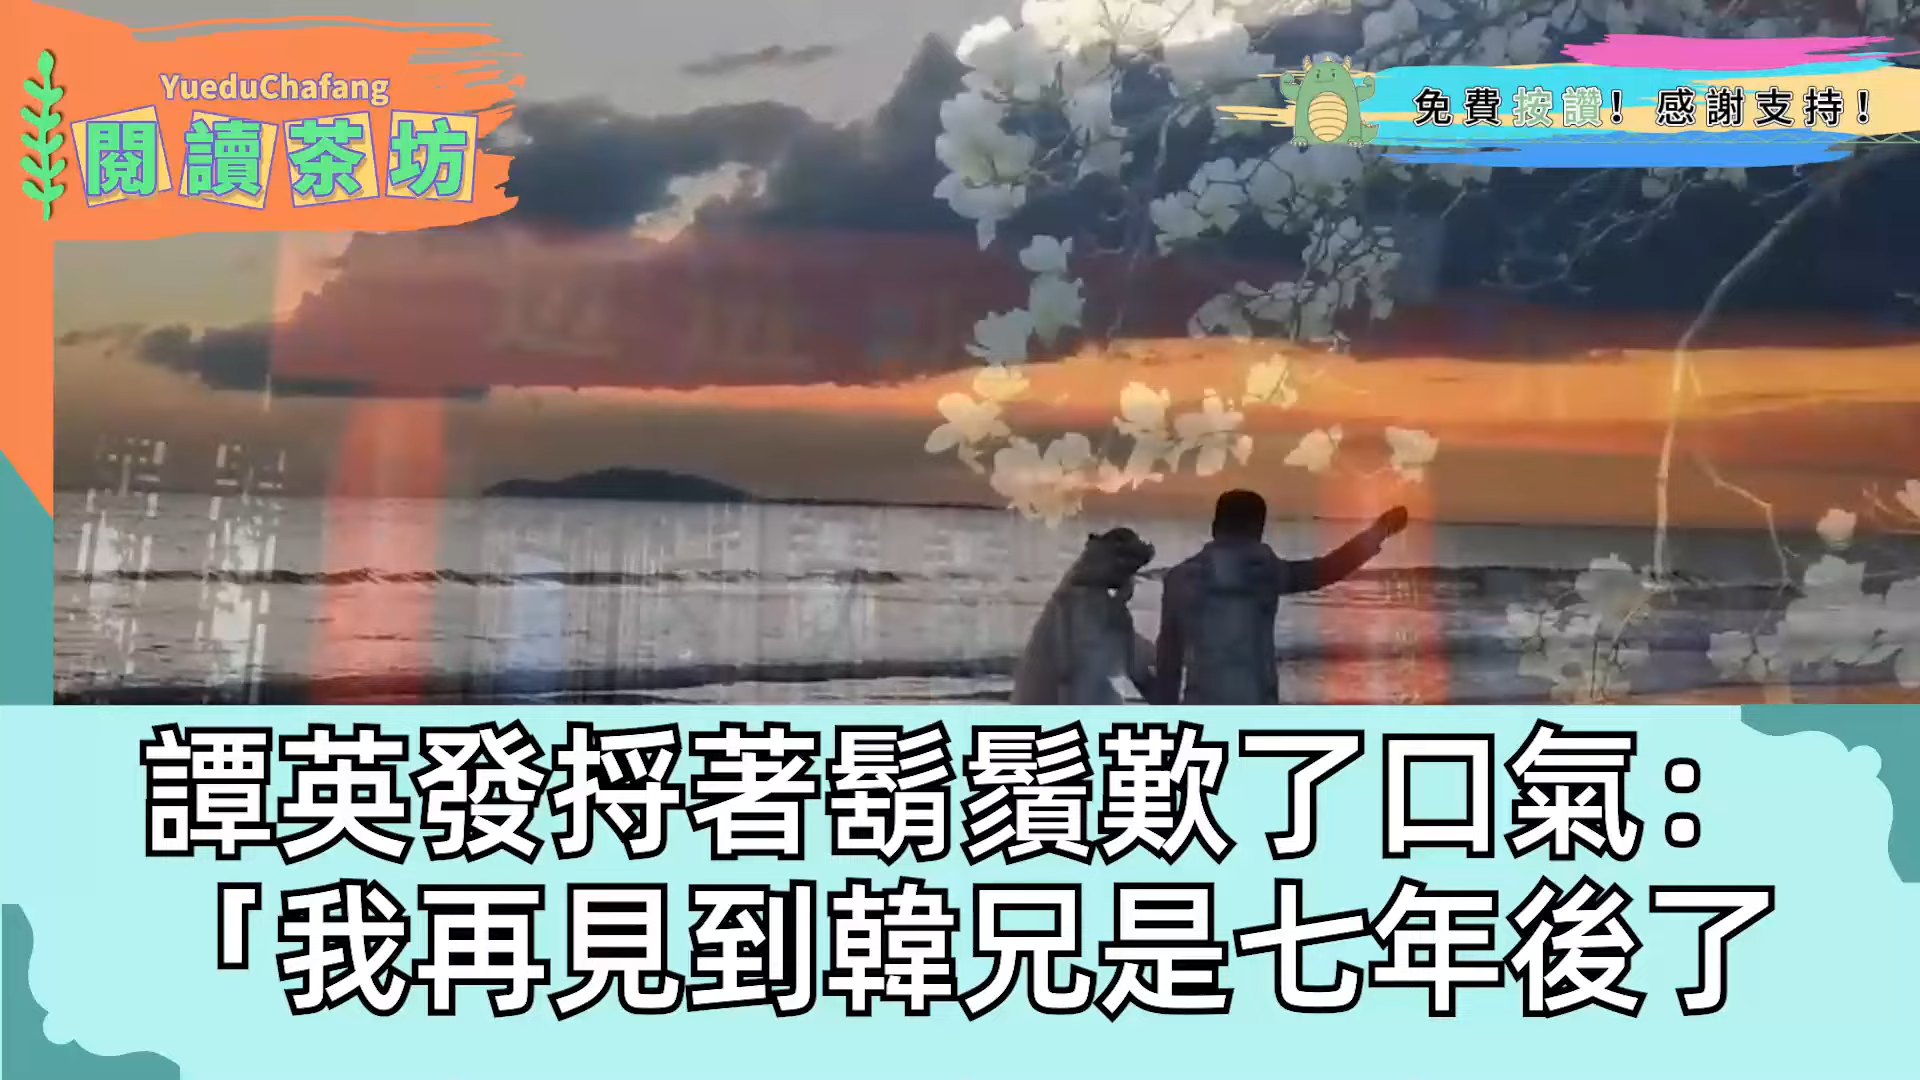 YueduChafang
閱讀茶坊
免費按讚！感謝支持！
譚英發捋著鬍鬚歎了口氣：
「我再見到韓兄是七年後了